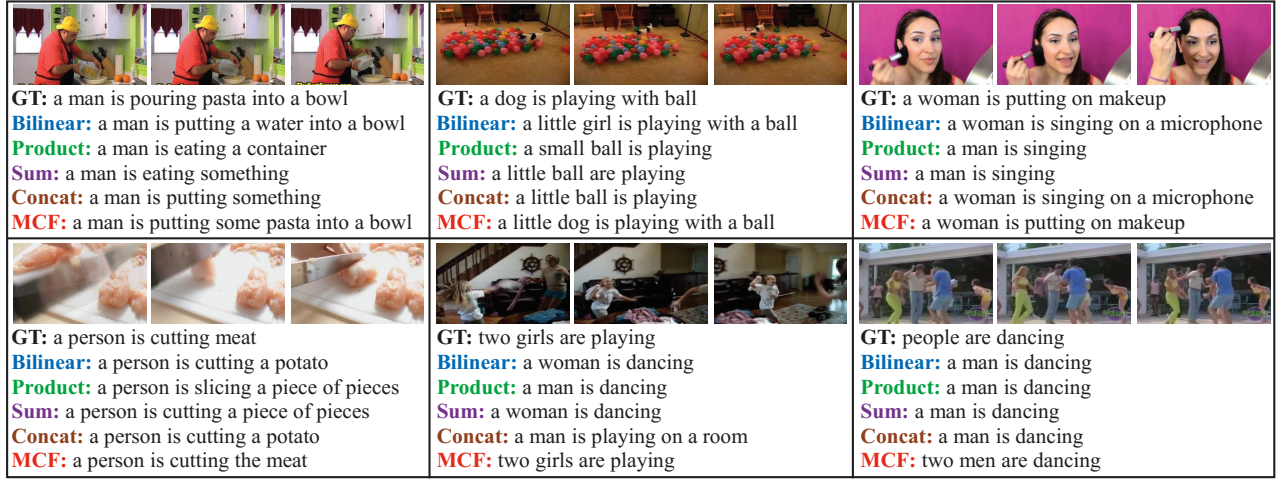 GT: a man is pouring pasta into a bowl
Bilinear: a man is putting a water into a bowl
Product: a man is eating a container
Sum: a man is eating something
Concat: a man is putting something
MCF: a man is putting some pasta into a bowl
GT: a dog is playing with ball
Bilinear: a little girl is playing with a ball
Product: a small ball is playing
Sum: a little ball are playing
Concat: a little ball is playing
MCF: a little dog is playing with a ball
GT: a woman is putting on makeup
Bilinear: a woman is singing on a microphone
Product: a man is singing
Sum: a man is singing
Concat: a woman is singing on a microphone
MCF: a woman is putting on makeup
GT: a person is cutting meat
Bilinear: a person is cutting a potato
Product: a person is slicing a piece of pieces
Sum: a person is cutting a piece of pieces
Concat: a person is cutting a potato
MCF: a person is cutting the meat
GT: two girls are playing
Bilinear: a woman is dancing
Product: a man is dancing
Sum: a woman is dancing
Concat: a man is playing on a room
MCF: two girls are playing
GT: people are dancing
Bilinear: a man is dancing
Product: a man is dancing
Sum: a man is dancing
Concat: a man is dancing
MCF: two men are dancing